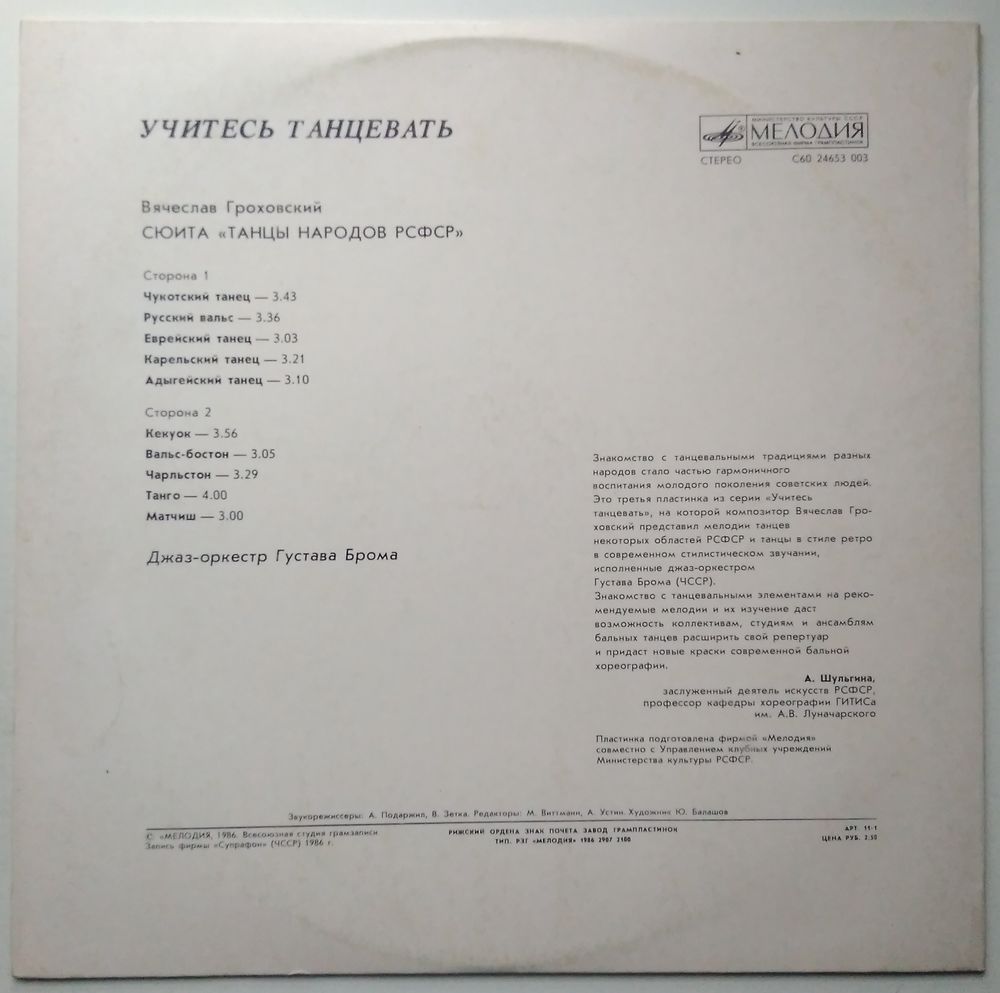 УЧИТЕСЬ ТАНЦЕВАТЬ
МИНИСТЕРСТВО КУЛЬТУРЫ СССР
МЕЛОДИЯ
ВСЕСОЮЗНАЯ ФИРМА ГРАМПЛАСТИНОК
СТЕРЕО С60 24653 003
Вячеслав Гроховский
СЮИТА «ТАНЦЫ НАРОДОВ РСФСР»
Сторона 1
Чукотский танец — 3.43
Русский вальс — 3.36
Еврейский танец — 3.03
Карельский танец — 3.21
Адыгейский танец — 3.10
Сторона 2
Кекуок — 3.56
Вальс-бостон — 3.05
Чарльстон — 3.29
Танго — 4.00
Матчиш — 3.00
Джаз-оркестр Густава Брома
Знакомство с танцевальными традициями разных
народов стало частью гармоничного
воспитания молодого поколения советских людей.
Это третья пластинка из серии «Учитесь
танцевать», на которой композитор Вячеслав Гро-
ховский представил мелодии танцев
некоторых областей РСФСР и танцы в стиле ретро
в современном стилистическом звучании,
исполненные джаз-оркестром
Густава Брома (ЧССР).
Знакомство с танцевальными элементами на реко-
мендуемые мелодии и их изучение даст
возможность коллективам, студиям и ансамблям
бальных танцев расширить свой репертуар
и придаст новые краски современной бальной
хореографии.
А. Шульгина,
заслуженный деятель искусств РСФСР,
профессор кафедры хореографии ГИТИСа
им. А.В. Луначарского
Пластинка подготовлена фирмой «Мелодия»
совместно с Управлением клубных учреждений
Министерства культуры РСФСР.
Звукорежиссеры: А. Подаржил, В. Зетка. Редакторы: М. Виттманн, А. Устин. Художник Ю. Балашов
С «МЕЛОДИЯ, 1986. Всесоюзная студия грамзаписи
Запись фирмы «Супрафон» (ЧССР) 1986 г.
РИЖСКИЙ ОРДЕНА ЗНАК ПОЧЕТА ЗАВОД ГРАМПЛАСТИНОК
ТИП. РЗГ «МЕЛОДИЯ» 1986 2907 3100
АРТ. 11-1
ЦЕНА РУБ. 2.50